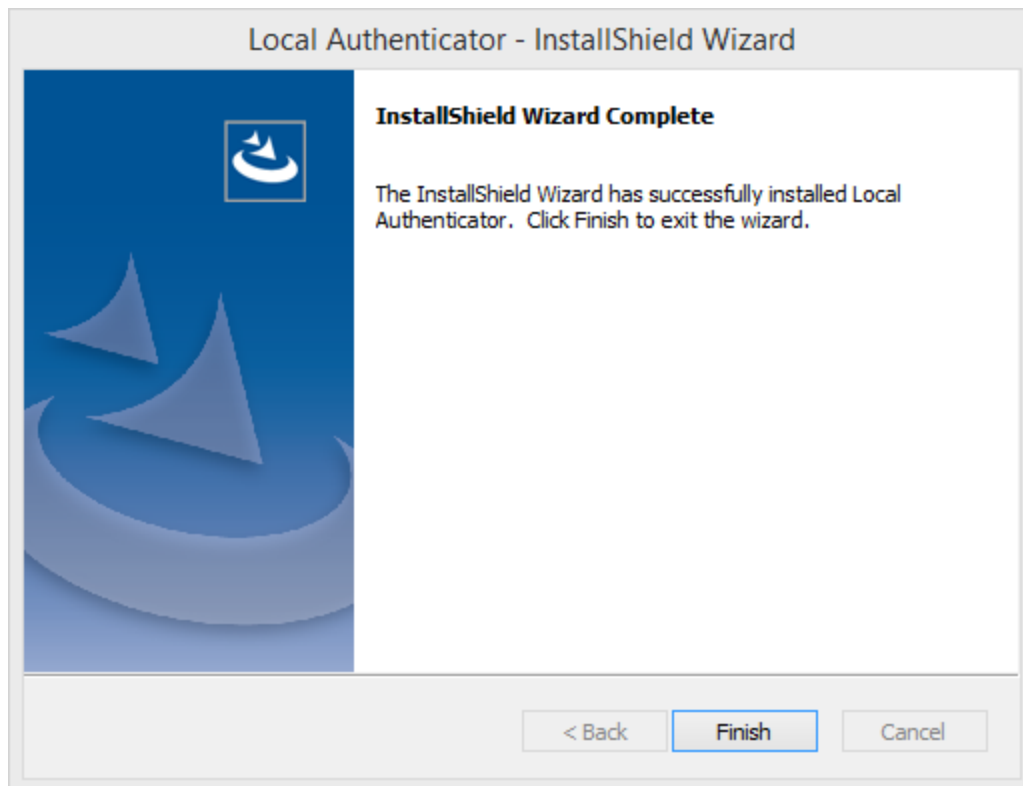 Local Authenticator - InstallShield Wizard
InstallShield Wizard Complete
The InstallShield Wizard has successfully installed Local
Authenticator.  Click Finish to exit the wizard.
< Back
Finish
Cancel